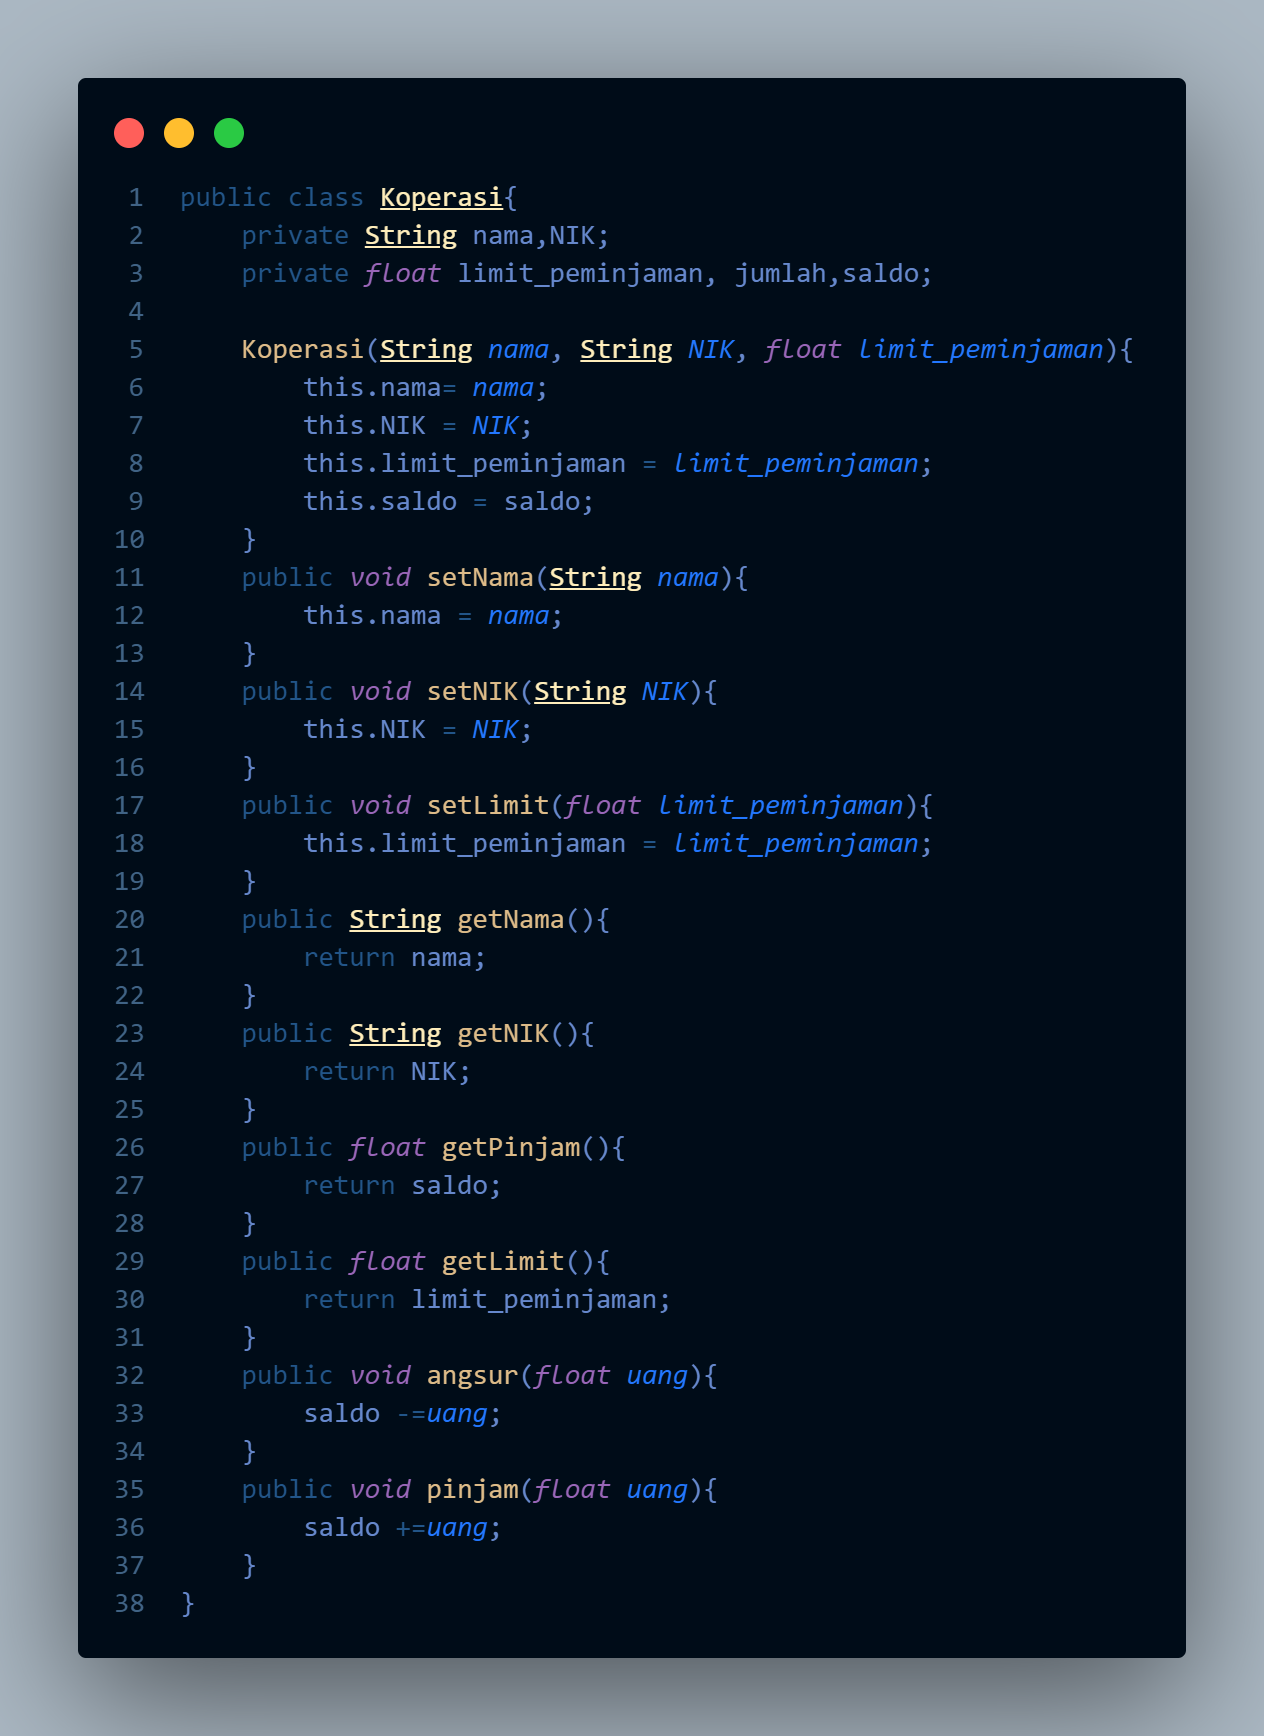 1 public class Koperasi{
2     private String nama,NIK;
3     private float limit_peminjaman, jumlah,saldo;
4
5     Koperasi(String nama, String NIK, float limit_peminjaman){
6         this.nama= nama;
7         this.NIK = NIK;
8         this.limit_peminjaman = limit_peminjaman;
9         this.saldo = saldo;
10     }
11     public void setNama(String nama){
12         this.nama = nama;
13     }
14     public void setNIK(String NIK){
15         this.NIK = NIK;
16     }
17     public void setLimit(float limit_peminjaman){
18         this.limit_peminjaman = limit_peminjaman;
19     }
20     public String getNama(){
21         return nama;
22     }
23     public String getNIK(){
24         return NIK;
25     }
26     public float getPinjam(){
27         return saldo;
28     }
29     public float getLimit(){
30         return limit_peminjaman;
31     }
32     public void angsur(float uang){
33         saldo -=uang;
34     }
35     public void pinjam(float uang){
36         saldo +=uang;
37     }
38 }